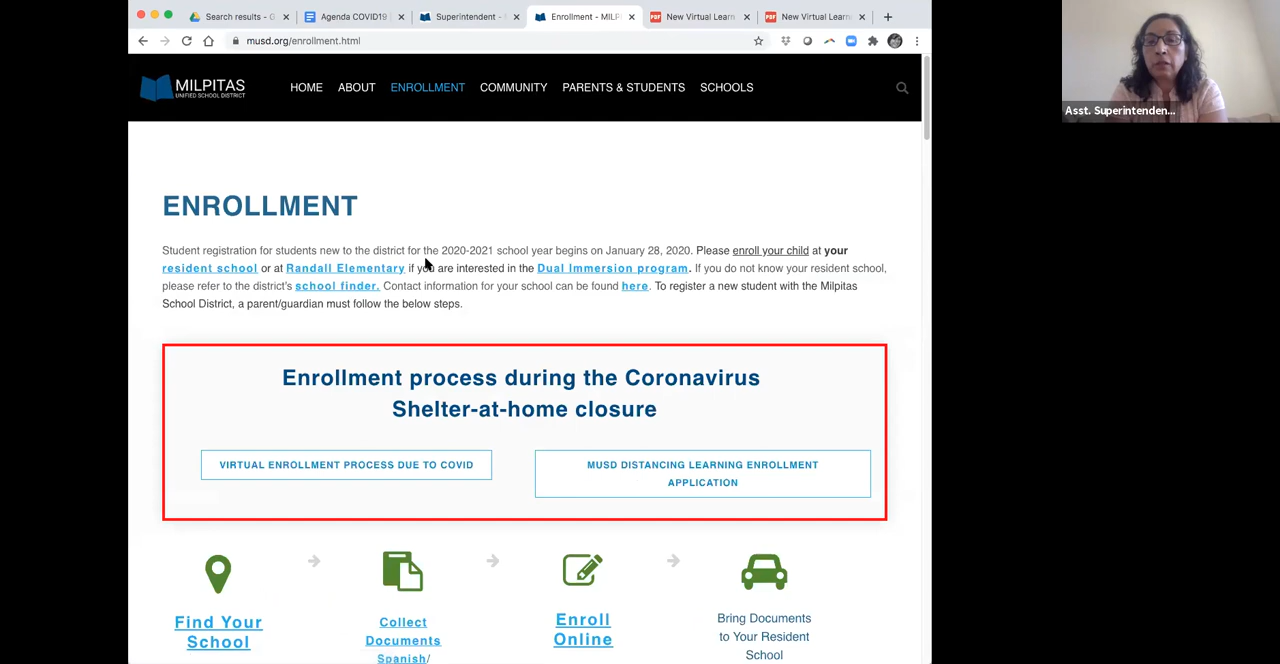 Search results - G
Agenda COVID19
Superintendent -
Enrollment - MILP
New Virtual Learn
New Virtual Learn
musd.org/enrollment.html
MILPITAS
UNIFIED SCHOOL DISTRICT
HOME
ABOUT
ENROLLMENT
COMMUNITY
PARENTS & STUDENTS
SCHOOLS
Asst. Superintenden...
ENROLLMENT
Student registration for students new to the district for the 2020-2021 school year begins on January 28, 2020. Please enroll your child at your
resident school or at Randall Elementary if you are interested in the Dual Immersion program. If you do not know your resident school,
please refer to the district's school finder. Contact information for your school can be found here. To register a new student with the Milpitas
School District, a parent/guardian must follow the below steps.
Enrollment process during the Coronavirus
Shelter-at-home closure
VIRTUAL ENROLLMENT PROCESS DUE TO COVID
MUSD DISTANCING LEARNING ENROLLMENT
APPLICATION
Find Your
School
Collect
Documents
Spanish/
Enroll
Online
Bring Documents
to Your Resident
School